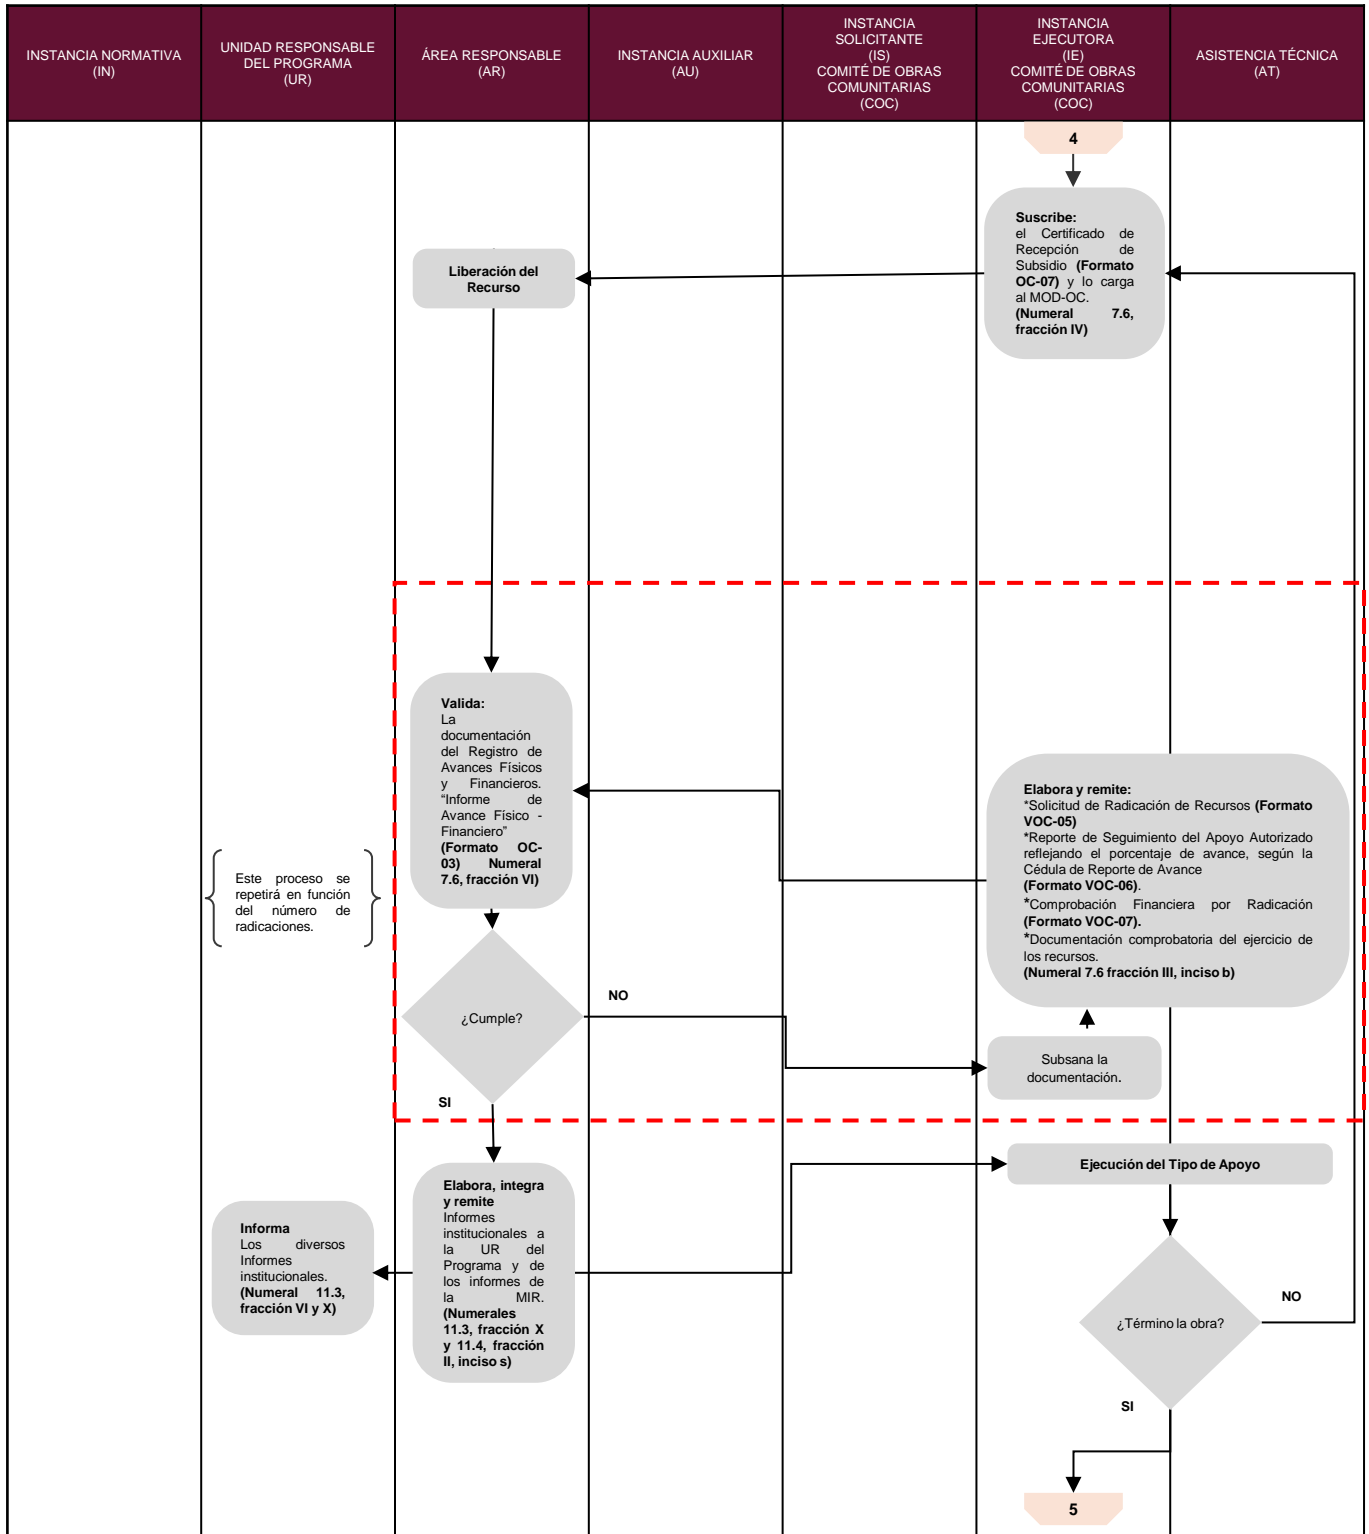 INSTANCIA NORMATIVA
(IN)
UNIDAD RESPONSABLE
DEL PROGRAMA
(UR)
ÁREA RESPONSABLE
(AR)
INSTANCIA AUXILIAR
(AU)
INSTANCIA
SOLICITANTE
(IS)
COMITÉ DE OBRAS
COMUNITARIAS
(COC)
INSTANCIA
EJECUTORA
(IE)
COMITÉ DE OBRAS
COMUNITARIAS
(COC)
ASISTENCIA TÉCNICA
(AT)
4
Suscribe:
el Certificado de
Recepción de
Subsidio (Formato
OC-07) y lo carga
al MOD-OC.
(Numeral 7.6,
fracción IV)
Liberación del
Recurso
Valida:
La
documentación
del Registro de
Avances Físicos
y Financieros.
“Informe de
Avance Físico -
Financiero”
(Formato OC-
03) Numeral
7.6, fracción VI)
Elabora y remite:
*Solicitud de Radicación de Recursos (Formato
VOC-05)
*Reporte de Seguimiento del Apoyo Autorizado
reflejando el porcentaje de avance, según la
Cédula de Reporte de Avance
(Formato VOC-06).
*Comprobación Financiera por Radicación
(Formato VOC-07).
*Documentación comprobatoria del ejercicio de
los recursos.
(Numeral 7.6 fracción III, inciso b)
Este proceso se
repetirá en función
del número de
radicaciones.
NO
¿Cumple?
Subsana la
documentación.
SI
Ejecución del Tipo de Apoyo
Elabora, integra
y remite
Informes
institucionales a
la UR del
Programa y de
los informes de
la MIR.
(Numerales
11.3, fracción X
y 11.4, fracción
II, inciso s)
Informa
Los diversos
Informes
institucionales.
(Numeral 11.3,
fracción VI y X)
NO
¿Término la obra?
SI
5